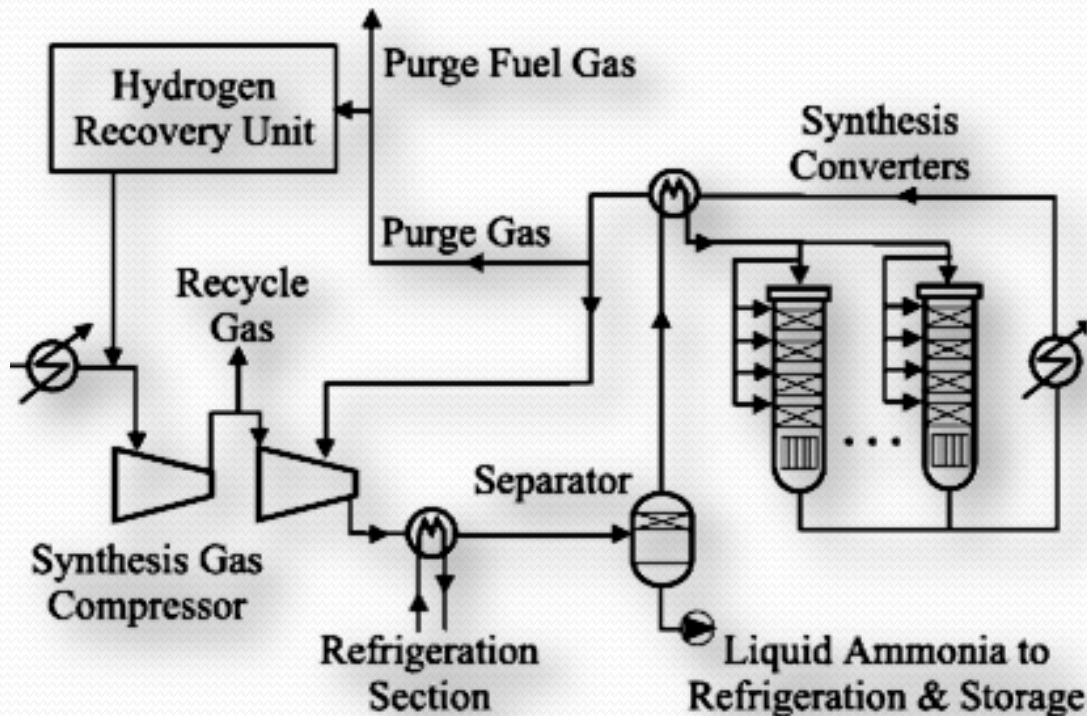 Purge Fuel Gas
Hydrogen
Recovery Unit
Synthesis
Converters
Purge Gas
Recycle
Gas
Separator
Synthesis Gas
Compressor
Refrigeration
Section
Liquid Ammonia to
Refrigeration & Storage